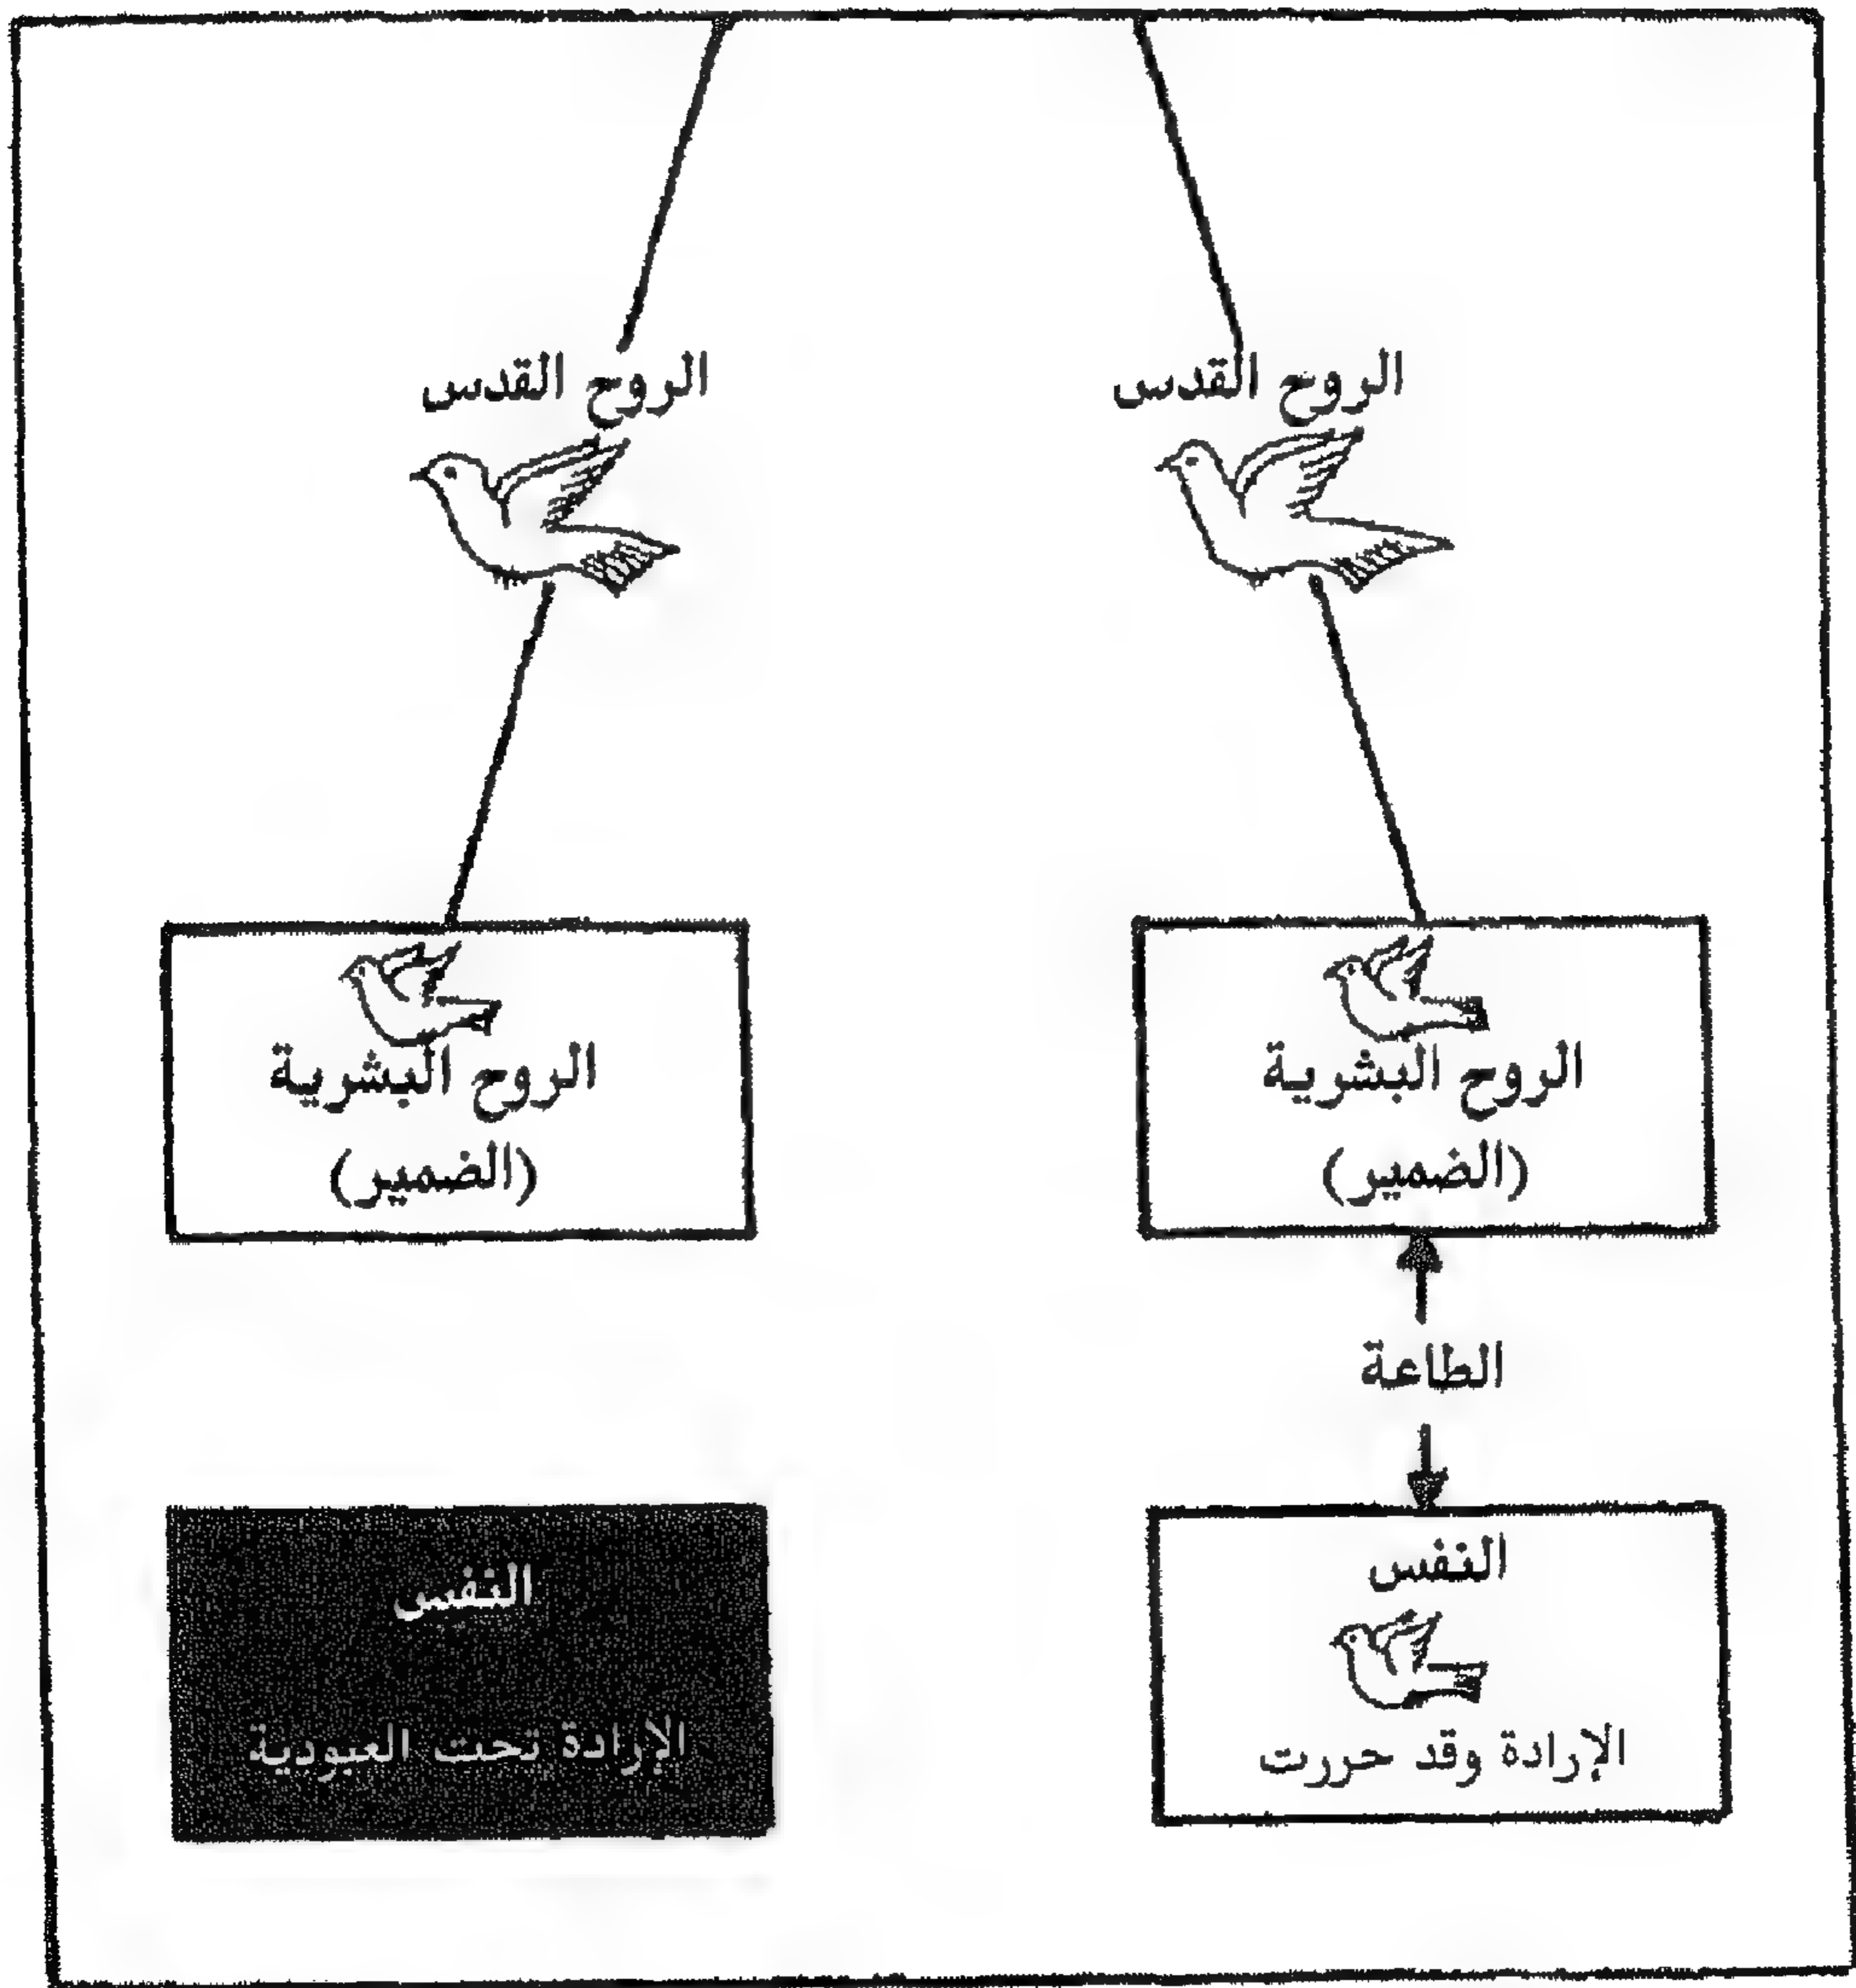 الروح القدس
الروح القدس
الروح البشرية
(الضمير)
الروح البشرية
(الضمير)
الطاعة
النفس
الإرادة وقد حررت
النفس
الإرادة تحت العبودية